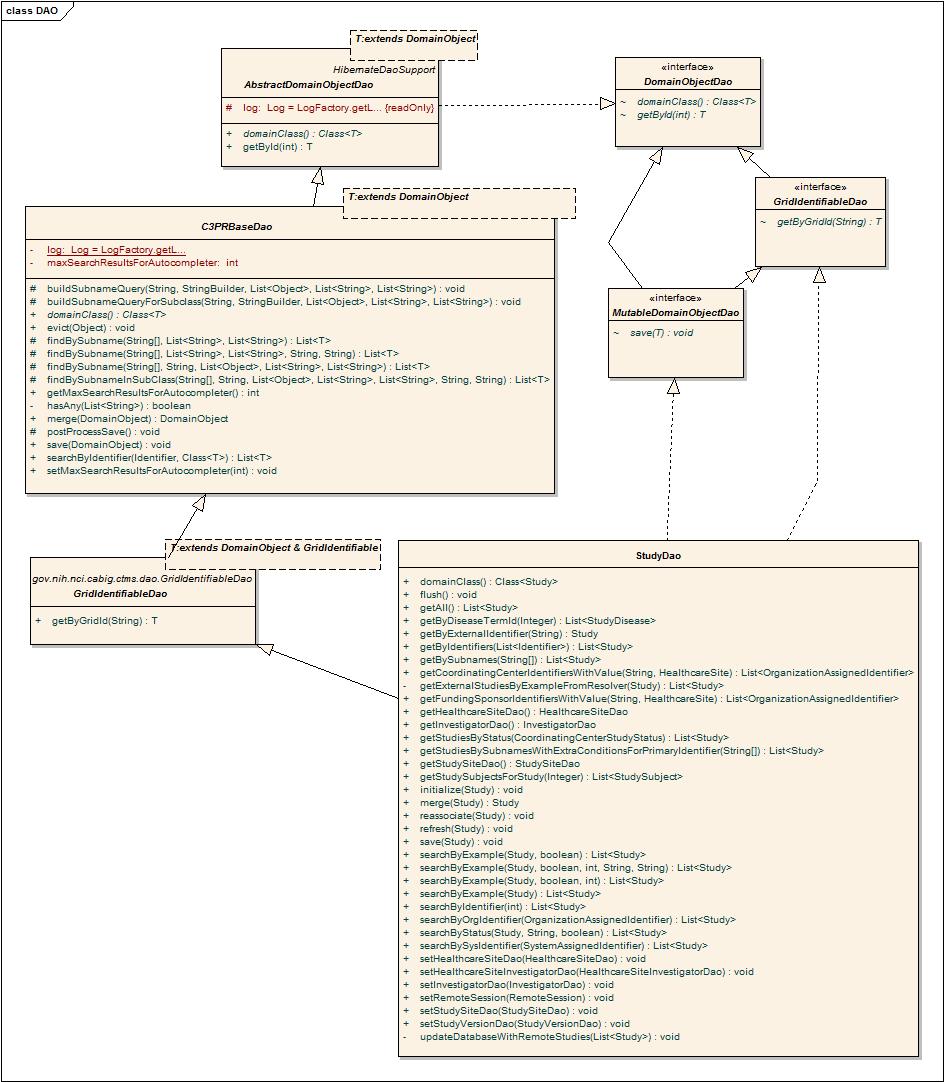 class DAO
T:extends DomainObject
HibernateDaoSupport
AbstractDomainObjectDao
# log: Log = LogFactory.getL... {readOnly}
+ domainClass() : Class<T>
+ getById(int) : T
«interface»
DomainObjectDao
~ domainClass() : Class<T>
~ getById(int) : T
«interface»
GridIdentifiableDao
~ getByGridId(String) : T
«interface»
MutableDomainObjectDao
~ save(T) : void
T:extends DomainObject
C3PRBaseDao
- log: Log = LogFactory.getL...
- maxSearchResultsForAutocompleter: int
# buildSubnameQuery(String, StringBuilder, List<Object>, List<String>, List<String>) : void
# buildSubnameQueryForSubclass(String, StringBuilder, List<Object>, List<String>, List<String>) : void
+ domainClass() : Class<T>
+ evict(Object) : void
# findBySubname(String[], List<String>, List<String>) : List<T>
# findBySubname(String[], List<String>, List<String>, String, String) : List<T>
# findBySubname(String[], String, List<Object>, List<String>, List<String>) : List<T>
# findBySubnameInSubClass(String[], String, List<Object>, List<String>, List<String>, String, String) : List<T>
+ getMaxSearchResultsForAutocompleter() : int
- hasAny(List<String>) : boolean
+ merge(DomainObject) : DomainObject
# postProcessSave() : void
+ save(DomainObject) : void
+ searchByIdentifier(Identifier, Class<T>) : List<T>
+ setMaxSearchResultsForAutocompleter(int) : void
T:extends DomainObject & GridIdentifiable
gov.nih.nci.cabig.ctms.dao.GridIdentifiableDao
GridIdentifiableDao
+ getByGridId(String) : T
StudyDao
+ domainClass() : Class<Study>
+ flush() : void
+ getAll() : List<Study>
+ getByDiseaseTermId(Integer) : List<StudyDisease>
+ getByExternalIdentifier(String) : Study
+ getByIdentifiers(List<Identifier>) : List<Study>
+ getBySubnames(String[]) : List<Study>
+ getCoordinatingCenterIdentifiersWithValue(String, HealthcareSite) : List<OrganizationAssignedIdentifier>
- getExternalStudiesByExampleFromResolver(Study) : List<Study>
+ getFundingSponsorIdentifiersWithValue(String, HealthcareSite) : List<OrganizationAssignedIdentifier>
+ getHealthcareSiteDao() : HealthcareSiteDao
+ getInvestigatorDao() : InvestigatorDao
+ getStudiesByStatus(CoordinatingCenterStudyStatus) : List<Study>
+ getStudiesBySubnamesWithExtraConditionsForPrimaryIdentifier(String[]) : List<Study>
+ getStudySiteDao() : StudySiteDao
+ getStudySubjectsForStudy(Integer) : List<StudySubject>
+ initialize(Study) : void
+ merge(Study) : Study
+ reassociate(Study) : void
+ refresh(Study) : void
+ save(Study) : void
+ searchByExample(Study, boolean) : List<Study>
+ searchByExample(Study, boolean, int, String, String) : List<Study>
+ searchByExample(Study, boolean, int) : List<Study>
+ searchByExample(Study) : List<Study>
+ searchByIdentifier(int) : List<Study>
+ searchByOrgIdentifier(OrganizationAssignedIdentifier) : List<Study>
+ searchByStatus(Study, String, boolean) : List<Study>
+ searchBySysIdentifier(SystemAssignedIdentifier) : List<Study>
+ setHealthcareSiteDao(HealthcareSiteDao) : void
+ setHealthcareSiteInvestigatorDao(HealthcareSiteInvestigatorDao) : void
+ setInvestigatorDao(InvestigatorDao) : void
+ setRemoteSession(RemoteSession) : void
+ setStudySiteDao(StudySiteDao) : void
+ setStudyVersionDao(StudyVersionDao) : void
- updateDatabaseWithRemoteStudies(List<Study>) : void